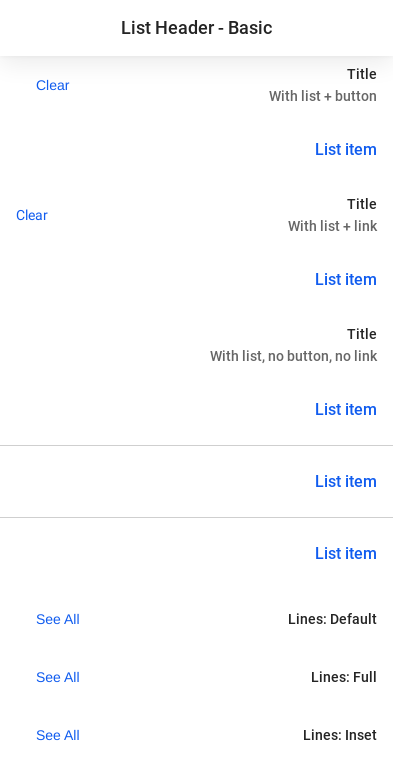 List Header - Basic
Title
With list + button
Clear
List item
Title
With list + link
Clear
List item
Title
With list, no button, no link
List item
List item
List item
Lines: Default
See All
Lines: Full
See All
Lines: Inset
See All